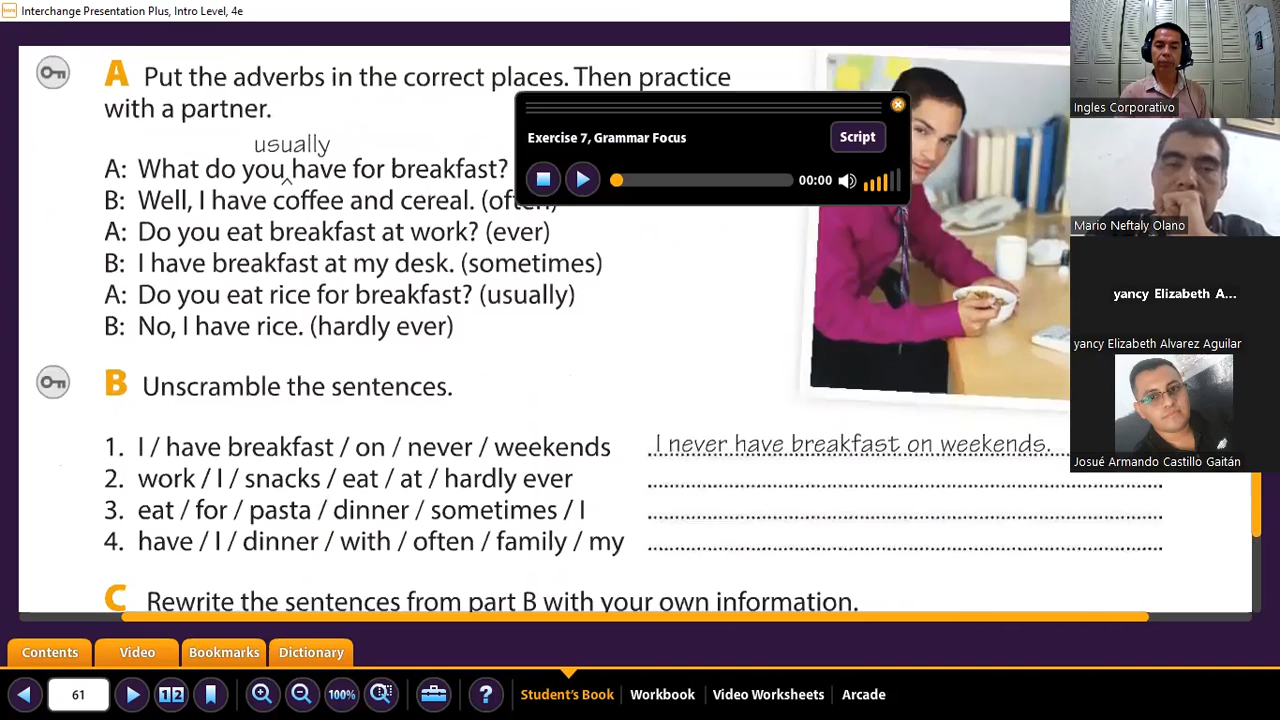 Interchange Presentation Plus, Intro Level, 4e
A Put the adverbs in the correct places. Then practice
with a partner.
usually
A: What do you have for breakfast?
B: Well, I have coffee and cereal. (often)
A: Do you eat breakfast at work? (ever)
B: I have breakfast at my desk. (sometimes)
A: Do you eat rice for breakfast? (usually)
B: No, I have rice. (hardly ever)
Exercise 7, Grammar Focus
Script
00:00
B Unscramble the sentences.
1. I / have breakfast / on / never / weekends I never have breakfast on weekends.
2. work / I / snacks / eat / at / hardly ever
3. eat / for / pasta / dinner / sometimes / I
4. have / I / dinner / with / often / family / my
C Rewrite the sentences from part B with your own information.
Ingles Corporativo
Mario Neftaly Olano
yancy Elizabeth A...
yancy Elizabeth Alvarez Aguilar
Josué Armando Castillo Gaitán
Contents Video Bookmarks Dictionary
61 1 2 100% ? Student's Book Workbook Video Worksheets Arcade